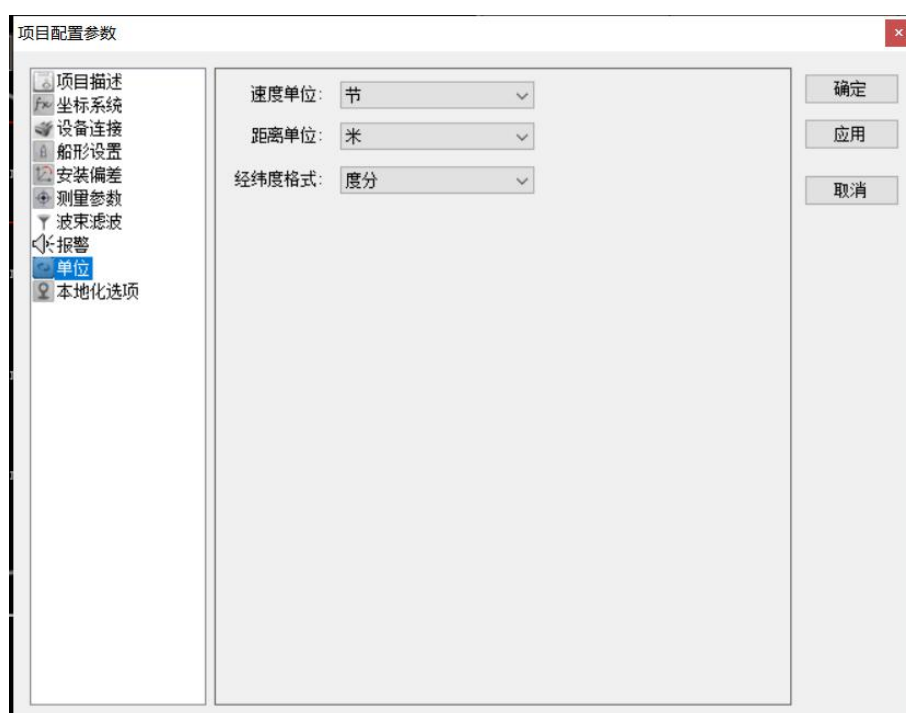 项目配置参数
项目描述
坐标系统
设备连接
船形设置
安装偏差
测量参数
波束滤波
报警
单位
本地化选项
速度单位: 节
距离单位: 米
经纬度格式: 度分
确定
应用
取消